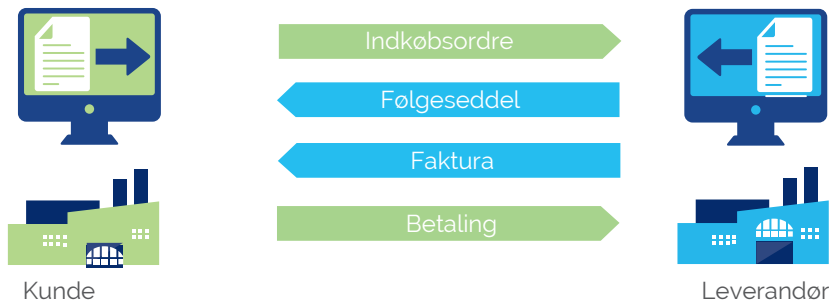 Indkøbsordre
Følgeseddel
Faktura
Betaling
Kunde
Leverandør